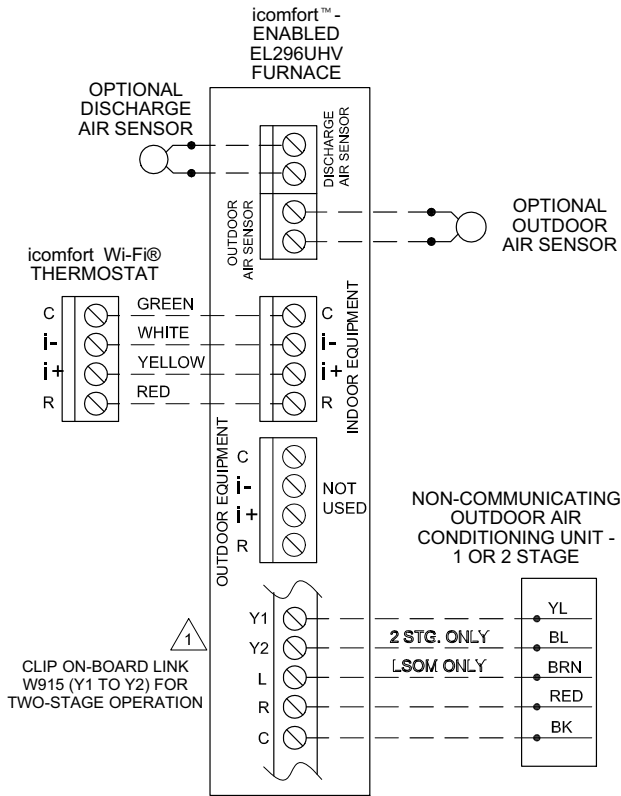 icomfort™-
ENABLED
EL296UHV
FURNACE
OPTIONAL
DISCHARGE
AIR SENSOR
DISCHARGE
AIR SENSOR
OUTDOOR
AIR SENSOR
OPTIONAL
OUTDOOR
AIR SENSOR
icomfort Wi-Fi®
THERMOSTAT
C
i-
i+
R
GREEN
WHITE
YELLOW
RED
C
i-
i+
R
INDOOR EQUIPMENT
OUTDOOR EQUIPMENT
C
i-
i+
R
NOT
USED
NON-COMMUNICATING
OUTDOOR AIR
CONDITIONING UNIT -
1 OR 2 STAGE
1
CLIP ON-BOARD LINK
W915 (Y1 TO Y2) FOR
TWO-STAGE OPERATION
Y1
Y2
L
R
C
2 STG. ONLY
LSOM ONLY
YL
BL
BRN
RED
BK